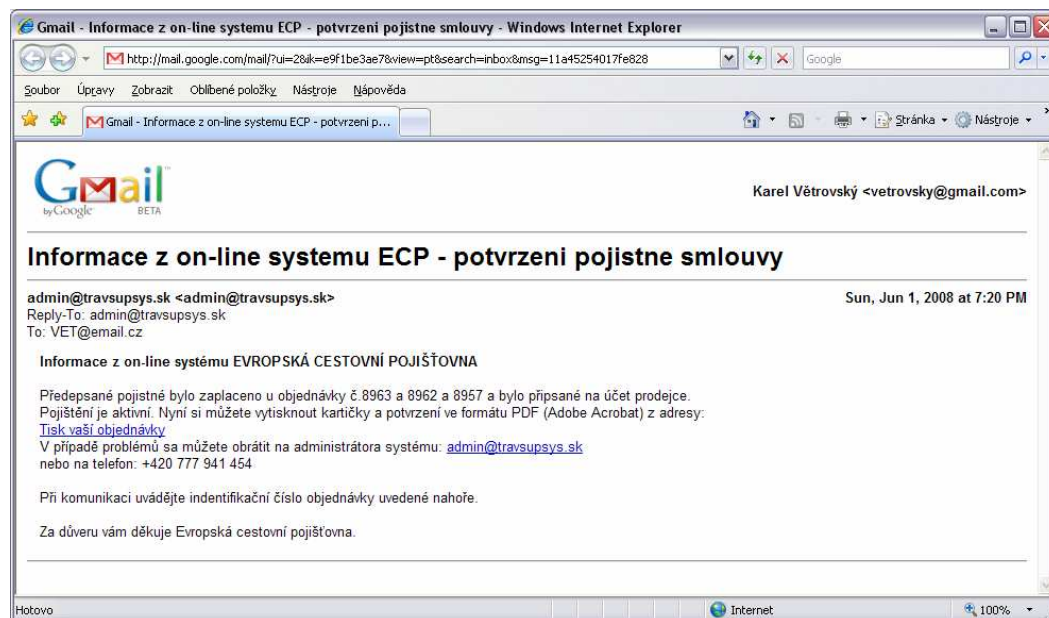 Gmail - Informace z on-line systemu ECP - potvrzeni pojistne smlouvy - Windows Internet Explorer
http://mail.google.com/mail/?ui=2&ik=e9f1be3ae7&view=pt&search=inbox&msg=11a45254017fe828
Google
Soubor Úpravy Zobrazit Oblíbené položky Nástroje Nápověda
Gmail - Informace z on-line systemu ECP - potvrzeni p...
Stránka Nástroje
Gmail
by Google BETA
Karel Větrovský <vetrovsky@gmail.com>
Informace z on-line systemu ECP - potvrzeni pojistne smlouvy
admin@travsupsys.sk <admin@travsupsys.sk> Sun, Jun 1, 2008 at 7:20 PM
Reply-To: admin@travsupsys.sk
To: VET@email.cz
Informace z on-line systému EVROPSKÁ CESTOVNÍ POJIŠŤOVNA
Předepsané pojistné bylo zaplaceno u objednávky č.8963 a 8962 a 8957 a bylo připsané na účet prodejce.
Pojištění je aktivní. Nyní si můžete vytisknout kartičky a potvrzení ve formátu PDF (Adobe Acrobat) z adresy:
Tisk vaší objednávky
V případě problémů sa můžete obrátit na administrátora systému: admin@travsupsys.sk
nebo na telefon: +420 777 941 454
Při komunikaci uvádějte indentifikační číslo objednávky uvedené nahoře.
Za důveru vám děkuje Evropská cestovní pojišťovna.
Hotovo Internet 100%